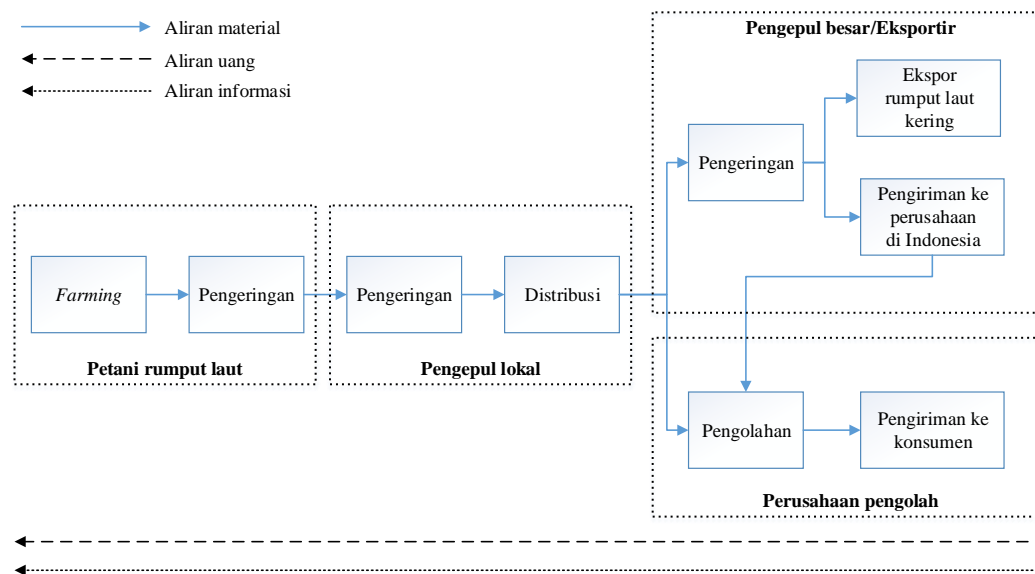 Aliran material
Aliran uang
Aliran informasi
Pengepul besar/Eksportir
Ekspor
rumput laut
kering
Pengeringan
Pengiriman ke
perusahaan
di Indonesia
Farming
Pengeringan
Petani rumput laut
Pengeringan
Distribusi
Pengepul lokal
Pengolahan
Pengiriman ke
konsumen
Perusahaan pengolah